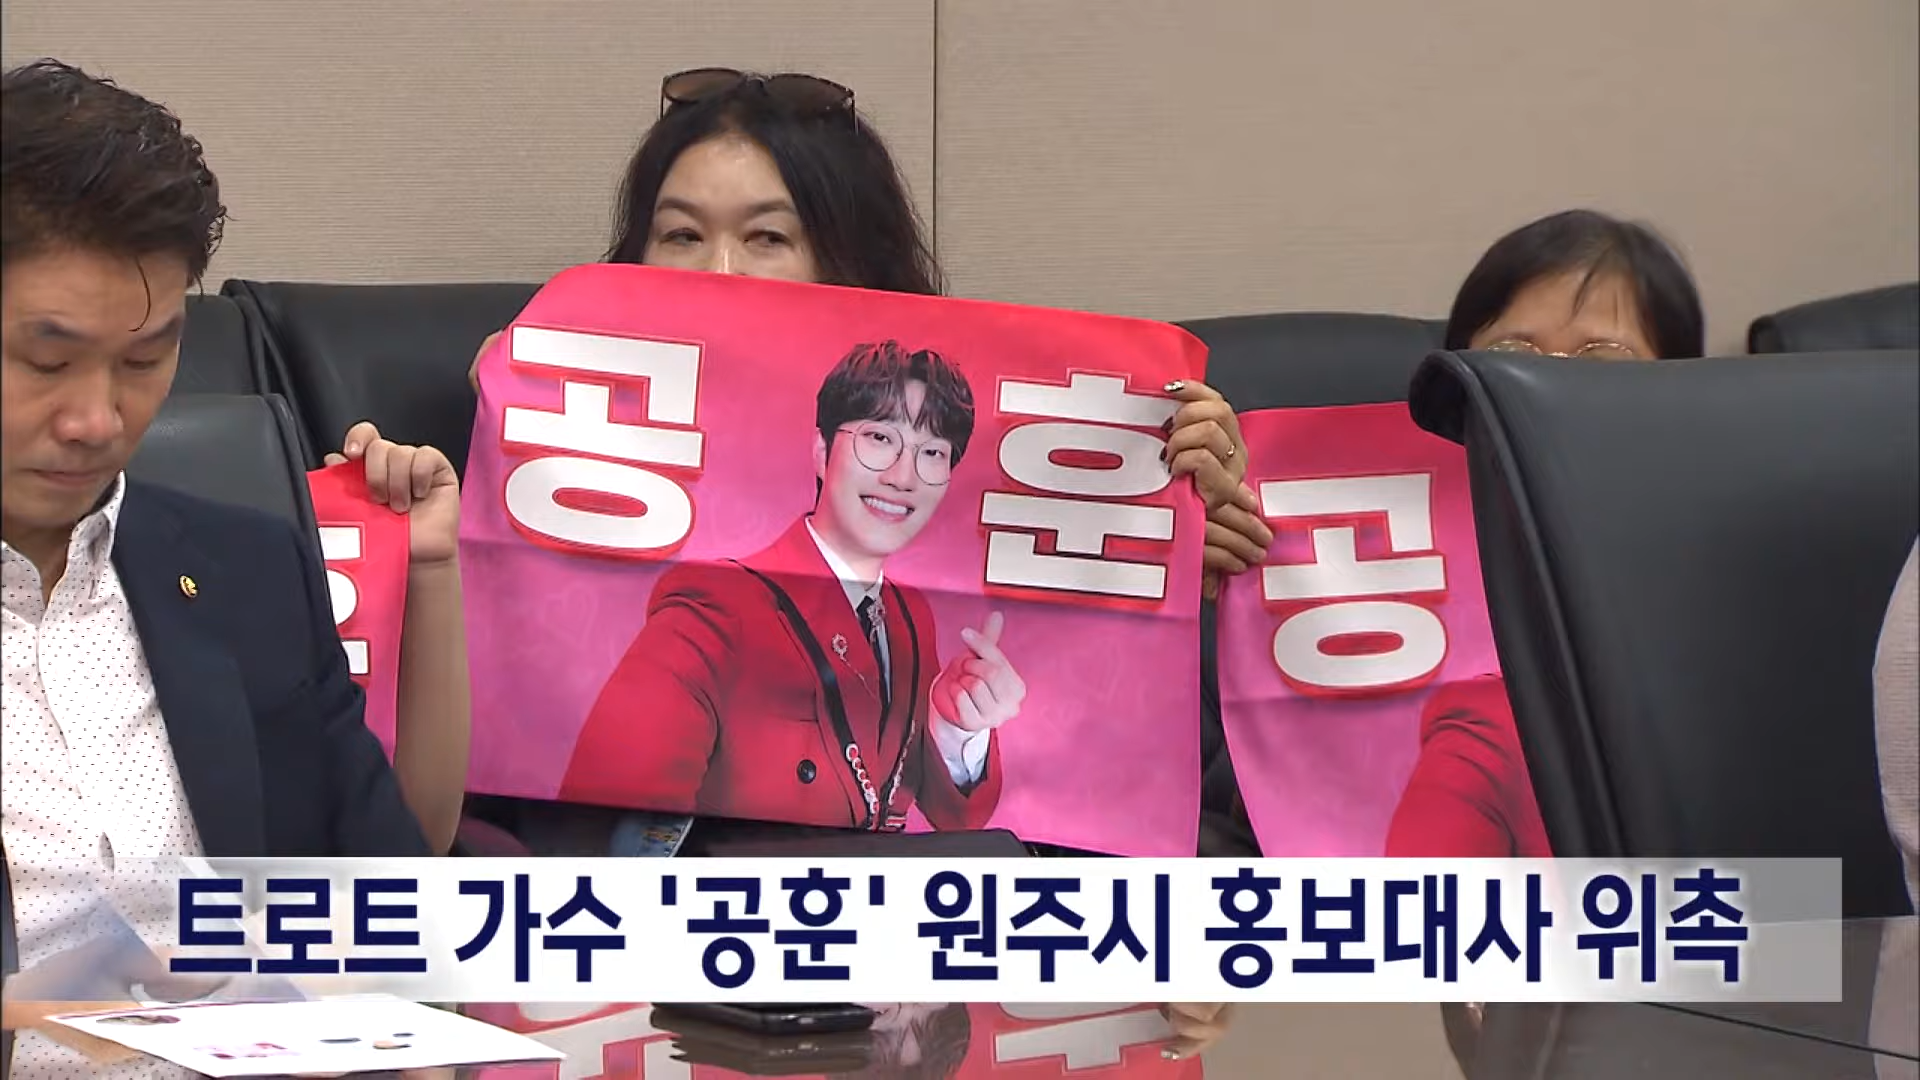 공훈
공
트로트 가수 '공훈' 원주시 홍보대사 위촉